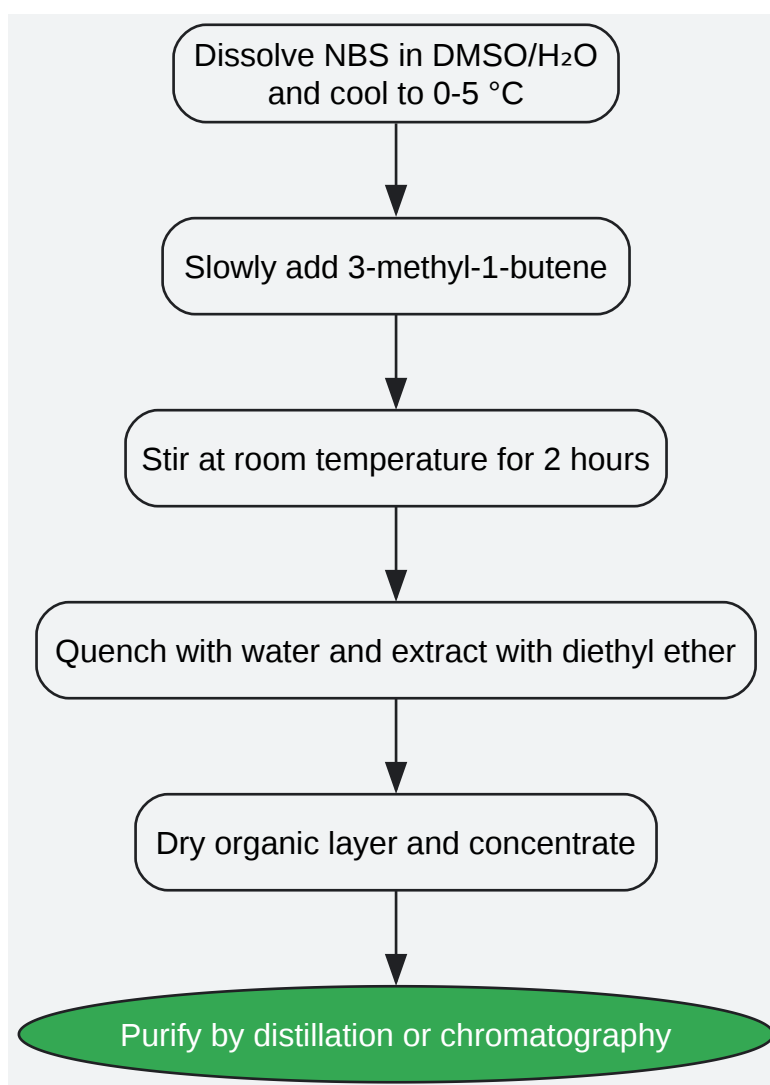 Dissolve NBS in DMSO/H₂O
and cool to 0-5 °C
Slowly add 3-methyl-1-butene
Stir at room temperature for 2 hours
Quench with water and extract with diethyl ether
Dry organic layer and concentrate
Purify by distillation or chromatography